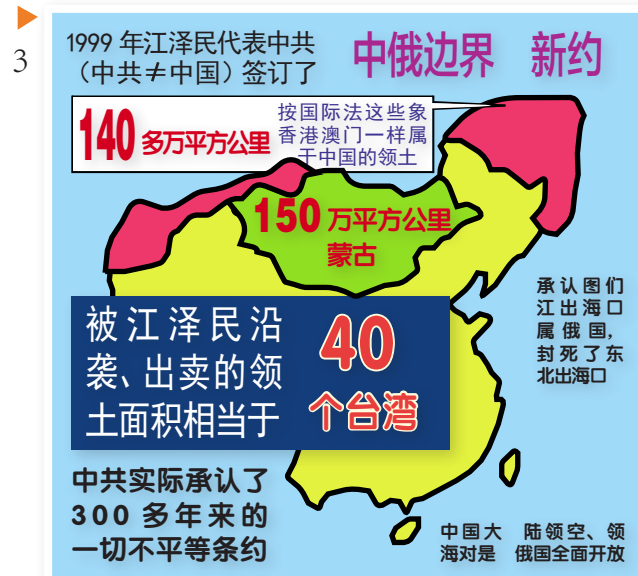 3
1999 年江泽民代表中共
（中共≠中国）签订了
中俄边界 新约
140 多万平方公里
按国际法这些象
香港澳门一样属
于中国的领土
150 万平方公里
蒙古
被江泽民沿
袭、出卖的领
土面积相当于
40
个台湾
承认图们
江出海口
属俄国,
封死了东
北出海口
中共实际承认了
300 多年来的
一切不平等条约
中国大 陆领空、领
海对是 俄国全面开放